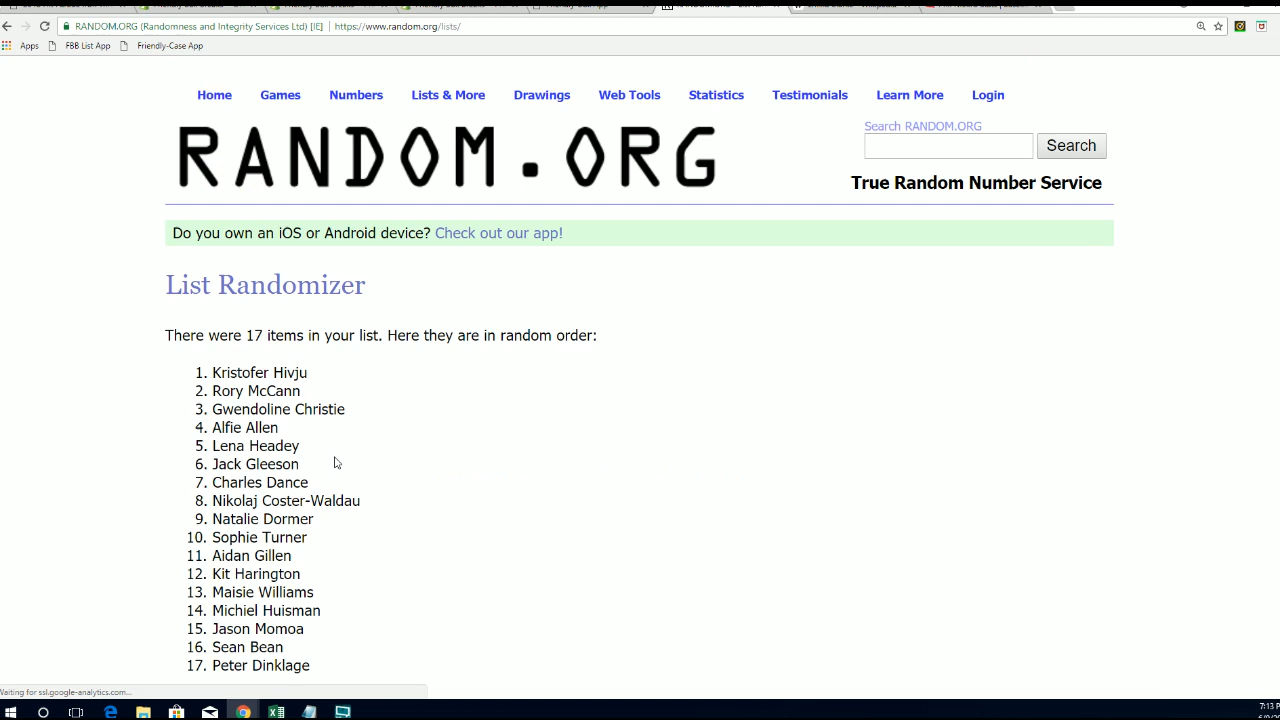 RANDOM.ORG (Randomness and Integrity Services Ltd) [IE] https://www.random.org/lists/
Apps FBB List App Friendly-Case App
Home Games Numbers Lists & More Drawings Web Tools Statistics Testimonials Learn More Login
RANDOM.ORG
Search RANDOM.ORG
Search
True Random Number Service
Do you own an iOS or Android device? Check out our app!
List Randomizer
There were 17 items in your list. Here they are in random order:
1. Kristofer Hivju
2. Rory McCann
3. Gwendoline Christie
4. Alfie Allen
5. Lena Headey
6. Jack Gleeson
7. Charles Dance
8. Nikolaj Coster-Waldau
9. Natalie Dormer
10. Sophie Turner
11. Aidan Gillen
12. Kit Harington
13. Maisie Williams
14. Michiel Huisman
15. Jason Momoa
16. Sean Bean
17. Peter Dinklage
Waiting for ssl.google-analytics.com...
7:13 P